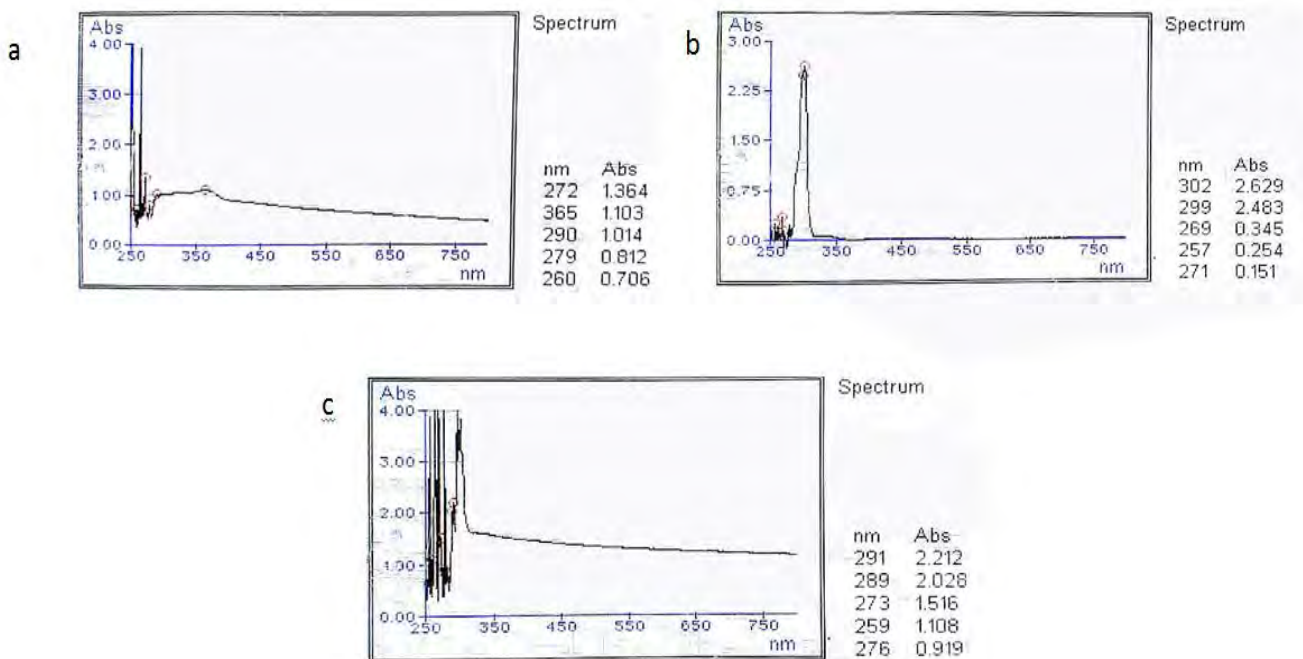 a
Abs
4.00
3.00
2.00
1.00
0.00
250 350 450 550 650 750
nm
Spectrum
nm Abs
272 1.364
365 1.103
290 1.014
279 0.812
260 0.706
b
Abs
3.00
2.25
1.50
0.75
0.00
250 350 450 550 650 750
nm
Spectrum
nm Abs
302 2.629
299 2.483
269 0.345
257 0.254
271 0.151
c
Abs
4.00
3.00
2.00
1.00
0.00
250 350 450 550 650 750
nm
Spectrum
nm Abs
291 2.212
289 2.028
273 1.516
259 1.108
276 0.919